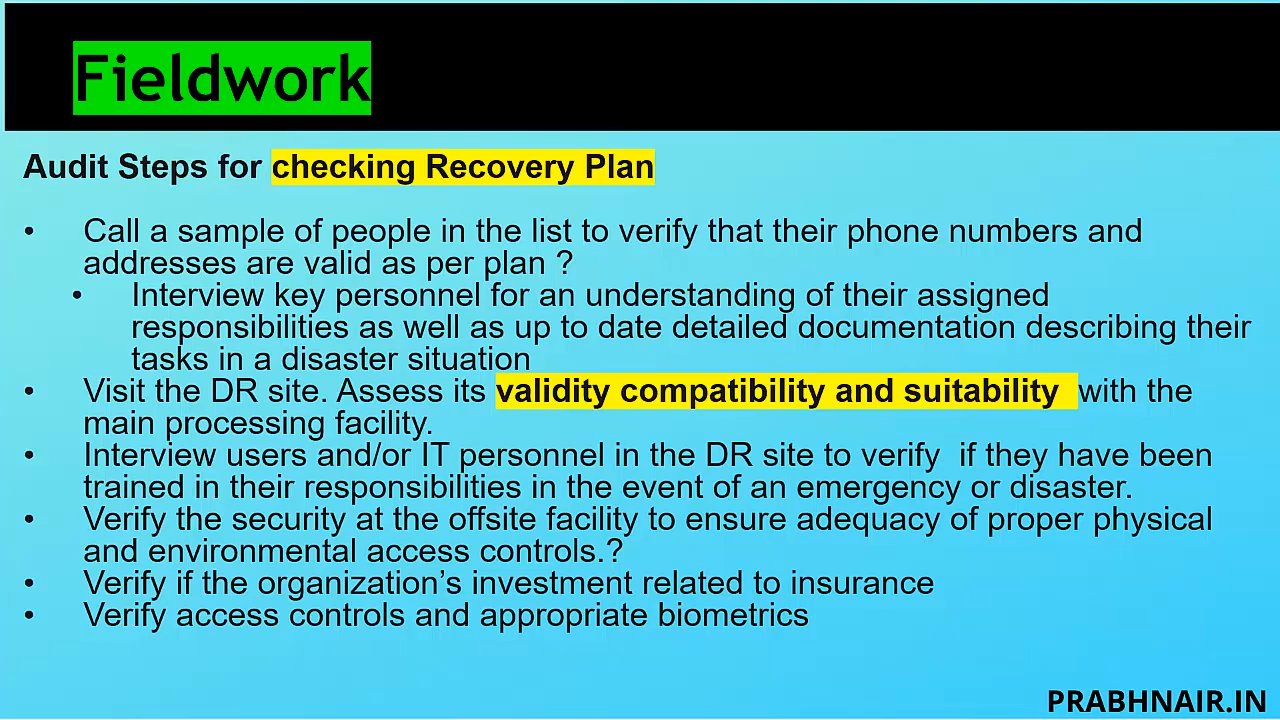 Fieldwork
Audit Steps for checking Recovery Plan
• Call a sample of people in the list to verify that their phone numbers and
addresses are valid as per plan ?
• Interview key personnel for an understanding of their assigned
responsibilities as well as up to date detailed documentation describing their
tasks in a disaster situation
• Visit the DR site. Assess its validity compatibility and suitability with the
main processing facility.
• Interview users and/or IT personnel in the DR site to verify  if they have been
trained in their responsibilities in the event of an emergency or disaster.
• Verify the security at the offsite facility to ensure adequacy of proper physical
and environmental access controls.?
• Verify if the organization’s investment related to insurance
• Verify access controls and appropriate biometrics
PRABHNAIR.IN